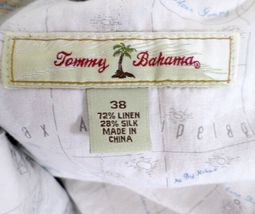 Tommy Bahama®
38
72% LINEN
28% SILK
MADE IN
CHINA